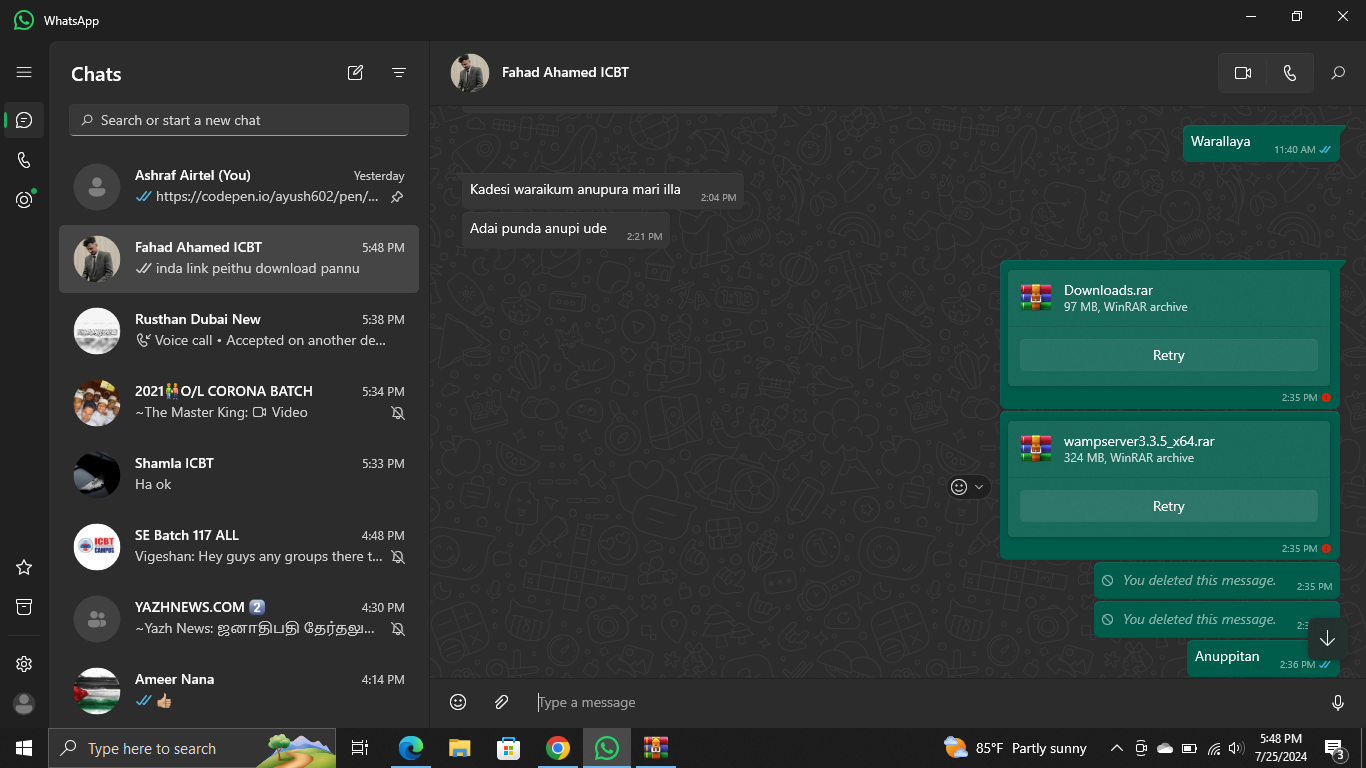 WhatsApp
Chats
Search or start a new chat
Ashraf Airtel (You)
Yesterday
https://codepen.io/ayush602/pen/...
Fahad Ahamed ICBT
5:48 PM
inda link peithu download pannu
Rusthan Dubai New
5:38 PM
Voice call • Accepted on another de...
2021👬O/L CORONA BATCH
5:34 PM
~The Master King: Video
Shamla ICBT
5:33 PM
Ha ok
SE Batch 117 ALL
4:48 PM
Vigeshan: Hey guys any groups there t...
ICBT
CAMPUS
YAZHNEWS.COM 2️⃣
4:30 PM
~Yazh News: ஜனாதிபதி தேர்தலு...
Ameer Nana
4:14 PM
👍🏼
Fahad Ahamed ICBT
Warallaya
11:40 AM
Kadesi waraikum anupura mari illa
2:04 PM
Adai punda anupi ude
2:21 PM
Downloads.rar
97 MB, WinRAR archive
Retry
2:35 PM
wampserver3.3.5_x64.rar
324 MB, WinRAR archive
Retry
2:35 PM
You deleted this message.
2:35 PM
You deleted this message.
Anuppitan
2:36 PM
Type a message
Type here to search
85°F Partly sunny
5:48 PM
7/25/2024
3